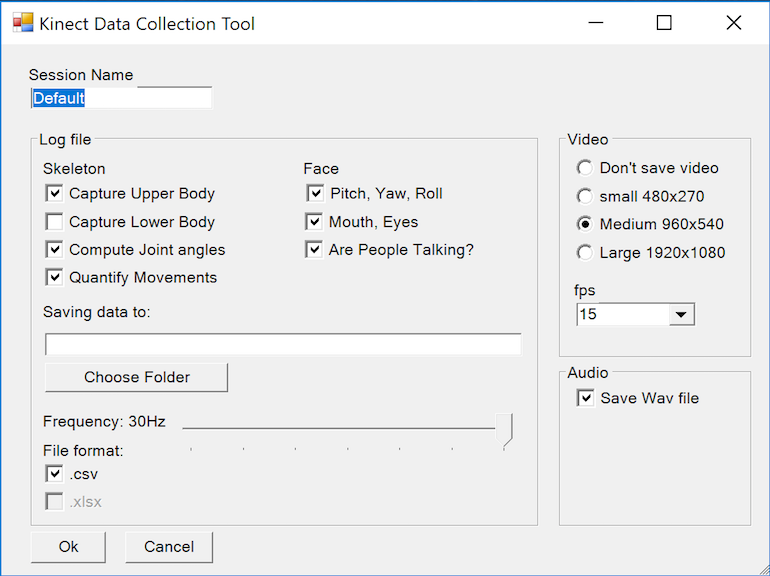 Kinect Data Collection Tool
Session Name
Default
Log file
Skeleton
Capture Upper Body
Capture Lower Body
Compute Joint angles
Quantify Movements
Face
Pitch, Yaw, Roll
Mouth, Eyes
Are People Talking?
Saving data to:
Choose Folder
Frequency: 30Hz
File format:
.csv
.xlsx
Video
Don't save video
small 480x270
Medium 960x540
Large 1920x1080
fps
15
Audio
Save Wav file
Ok
Cancel